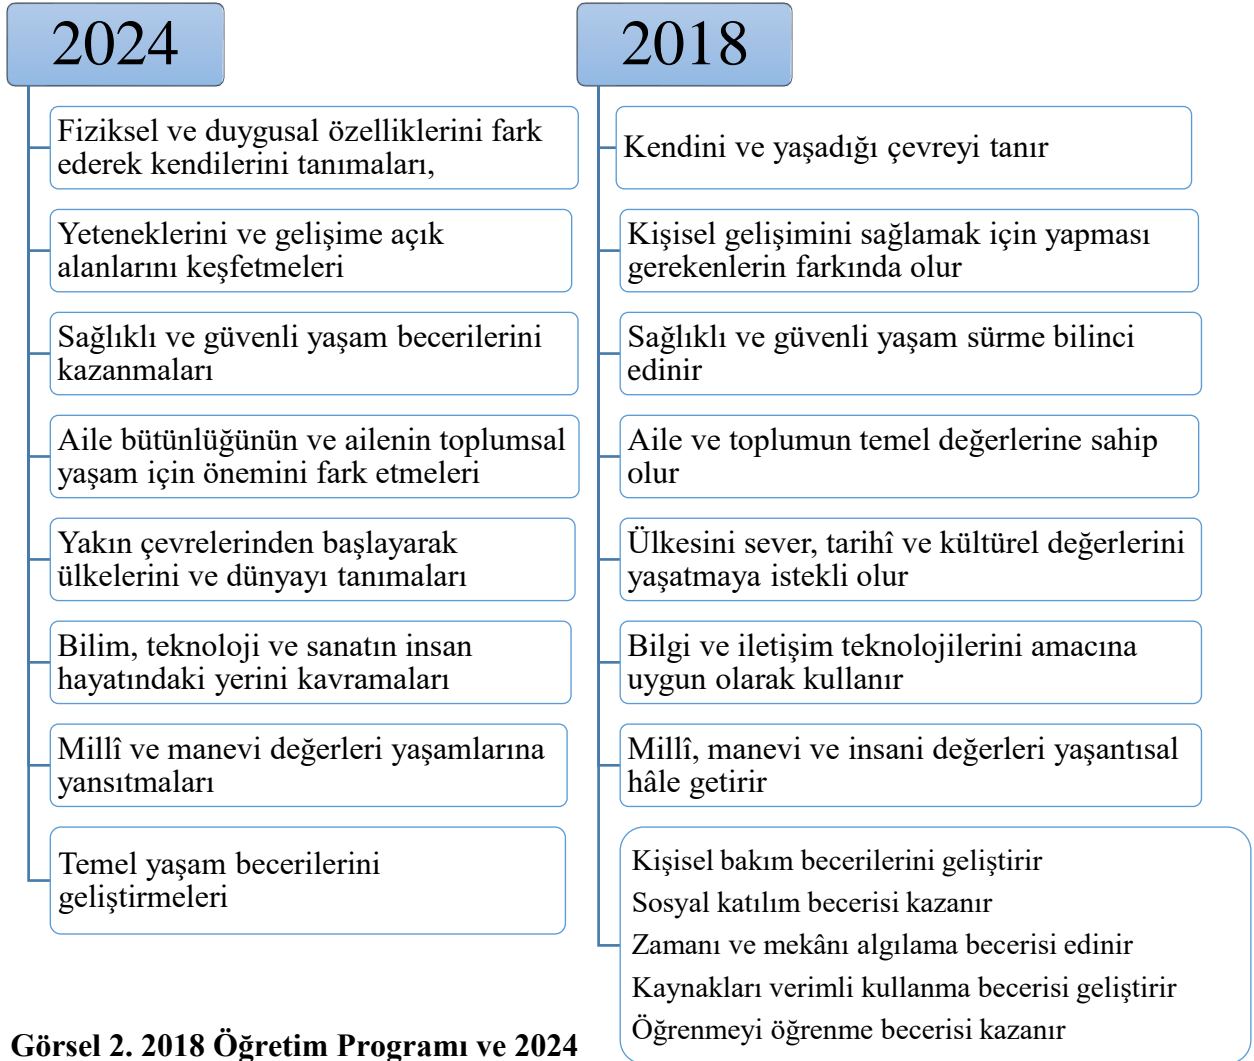 2024
Fiziksel ve duygusal özelliklerini fark
ederek kendilerini tanımaları,
Yeteneklerini ve gelişime açık
alanlarını keşfetmeleri
Sağlıklı ve güvenli yaşam becerilerini
kazanmaları
Aile bütünlüğünün ve ailenin toplumsal
yaşam için önemini fark etmeleri
Yakın çevrelerinden başlayarak
ülkelerini ve dünyayı tanımaları
Bilim, teknoloji ve sanatın insan
hayatındaki yerini kavramaları
Millî ve manevi değerleri yaşamlarına
yansıtmaları
Temel yaşam becerilerini
geliştirmeleri
2018
Kendini ve yaşadığı çevreyi tanır
Kişisel gelişimini sağlamak için yapması
gerekenlerin farkında olur
Sağlıklı ve güvenli yaşam sürme bilinci
edinir
Aile ve toplumun temel değerlerine sahip
olur
Ülkesini sever, tarihî ve kültürel değerlerini
yaşatmaya istekli olur
Bilgi ve iletişim teknolojilerini amacına
uygun olarak kullanır
Millî, manevi ve insani değerleri yaşantısal
hâle getirir
Kişisel bakım becerilerini geliştirir
Sosyal katılım becerisi kazanır
Zamanı ve mekânı algılama becerisi edinir
Kaynakları verimli kullanma becerisi geliştirir
Öğrenmeyi öğrenme becerisi kazanır
Görsel 2. 2018 Öğretim Programı ve 2024